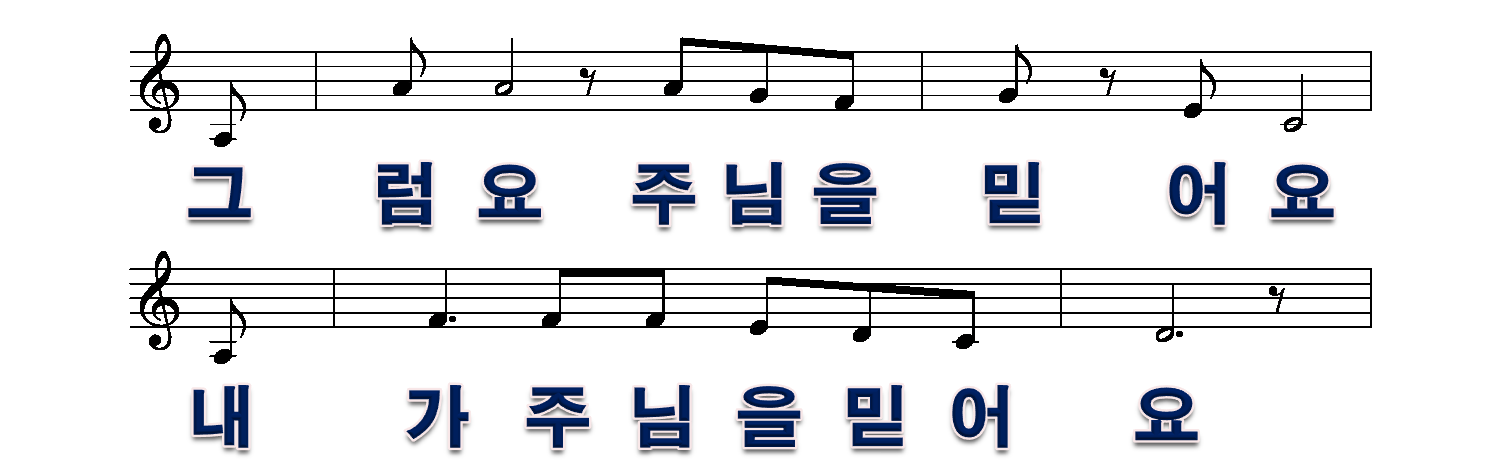 그 럼 요 주 님 을 믿 어 요
내 가 주 님 을 믿 어 요